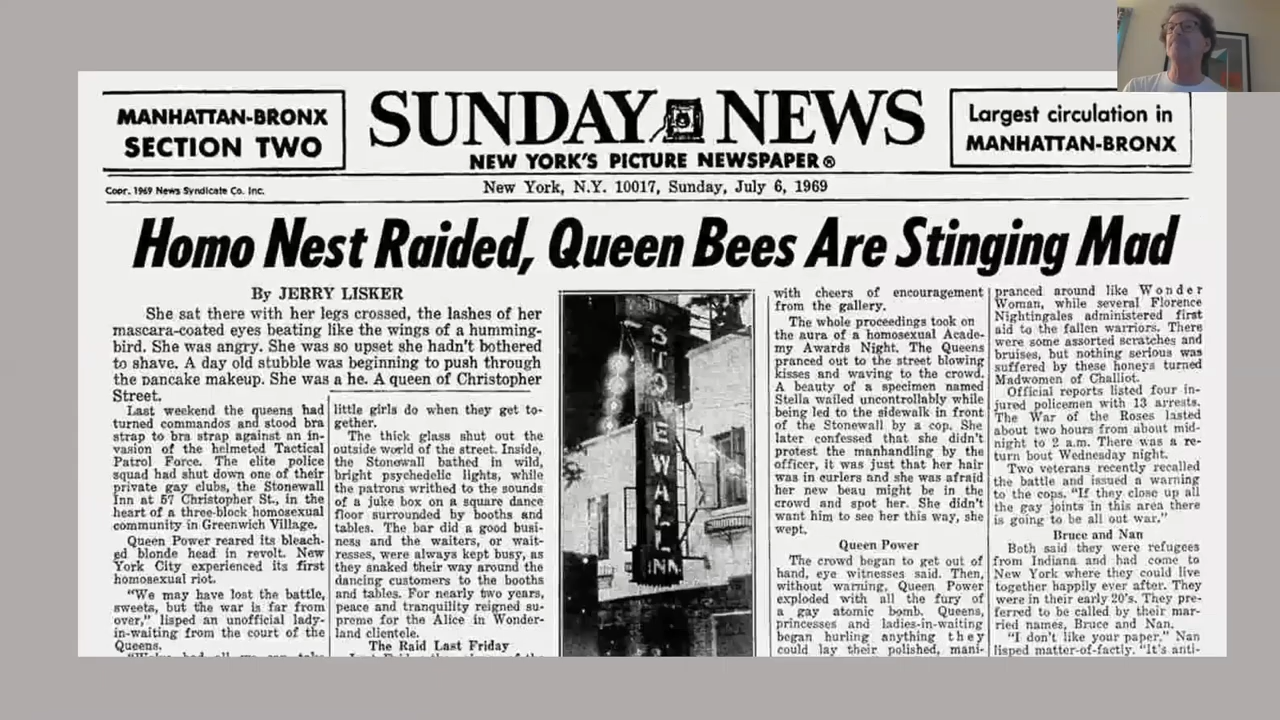 MANHATTAN-BRONX
SECTION TWO
SUNDAY NEWS
NEW YORK'S PICTURE NEWSPAPER®
Largest circulation in
MANHATTAN-BRONX
Copr. 1969 News Syndicate Co. Inc.
New York, N.Y. 10017, Sunday, July 6, 1969
Homo Nest Raided, Queen Bees Are Stinging Mad
By JERRY LISKER
She sat there with her legs crossed, the lashes of her
mascara-coated eyes beating like the wings of a humming-
bird. She was angry. She was so upset she hadn't bothered
to shave. A day old stubble was beginning to push through
the pancake makeup. She was a he. A queen of Christopher
Street.
Last weekend the queens had
turned commandos and stood bra
strap to bra strap against an in-
vasion of the helmeted Tactical
Patrol Force. The elite police
squad had shut down one of their
private gay clubs, the Stonewall
Inn at 57 Christopher St., in the
heart of a three-block homosexual
community in Greenwich Village.
Queen Power reared its bleach-
ed blonde head in revolt. New
York City experienced its first
homosexual riot.
"We may have lost the battle,
sweets, but the war is far from
over," lisped an unofficial lady-
in-waiting from the court of the
Queens.
little girls do when they get to-
gether.
The thick glass shut out the
outside world of the street. Inside,
the Stonewall bathed in wild,
bright psychedelic lights, while
the patrons writhed to the sounds
of a juke box on a square dance
floor surrounded by booths and
tables. The bar did a good busi-
ness and the waiters, or wait-
resses, were always kept busy, as
they snaked their way around the
dancing customers to the booths
and tables. For nearly two years,
peace and tranquility reigned su-
preme for the Alice in Wonder-
land clientele.
The Raid Last Friday
STONEWALL
INN
with cheers of encouragement
from the gallery.
The whole proceedings took on
the aura of a homosexual Acade-
my Awards Night. The Queens
pranced out to the street blowing
kisses and waving to the crowd.
A beauty of a specimen named
Stella wailed uncontrollably while
being led to the sidewalk in front
of the Stonewall by a cop. She
later confessed that she didn't
protest the manhandling by the
officer, it was just that her hair
was in curlers and she was afraid
her new beau might be in the
crowd and spot her. She didn't
want him to see her this way, she
wept.
Queen Power
The crowd began to get out of
hand, eye witnesses said. Then,
without warning, Queen Power
exploded with all the fury of
a gay atomic bomb. Queens,
princesses and ladies-in-waiting
began hurling anything they
could lay their polished, mani-
pranced around like Wonder
Woman, while several Florence
Nightingales administered first
aid to the fallen warriors. There
were some assorted scratches and
bruises, but nothing serious was
suffered by these honeys turned
Madwomen of Challiot.
Official reports listed four in-
jured policemen with 13 arrests.
The War of the Roses lasted
about two hours from about mid-
night to 2 a.m. There was a re-
turn bout Wednesday night.
Two veterans recently recalled
the battle and issued a warning
to the cops. "If they close up all
the gay joints in this area there
is going to be all out war."
Bruce and Nan
Both said they were refugees
from Indiana and had come to
New York where they could live
together happily ever after. They
were in their early 20's. They pre-
ferred to be called by their mar-
ried names, Bruce and Nan.
"I don't like your paper," Nan
lisped matter-of-factly. "It's anti-